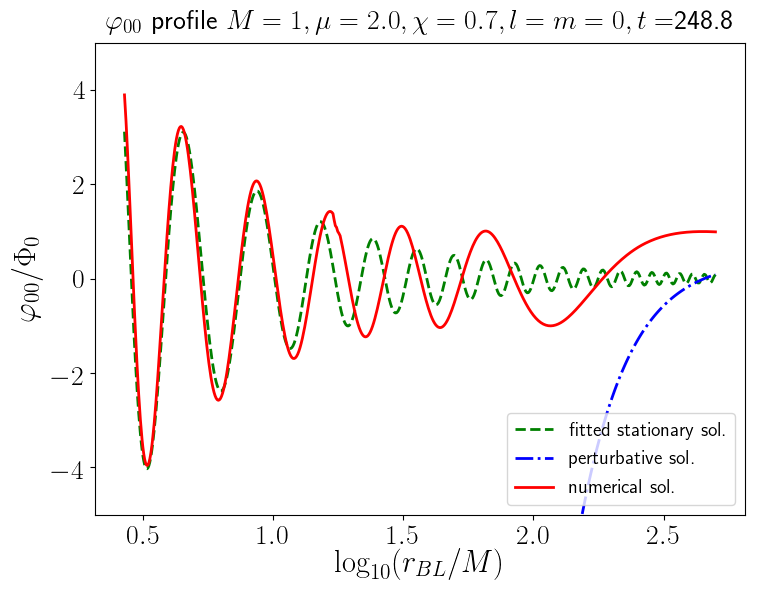 φ₀₀ profile M = 1, μ = 2.0, χ = 0.7, l = m = 0, t =248.8
φ₀₀/Φ₀
4
2
0
−2
−4
fitted stationary sol.
perturbative sol.
numerical sol.
0.5 1.0 1.5 2.0 2.5
log₁₀(r_BL/M)